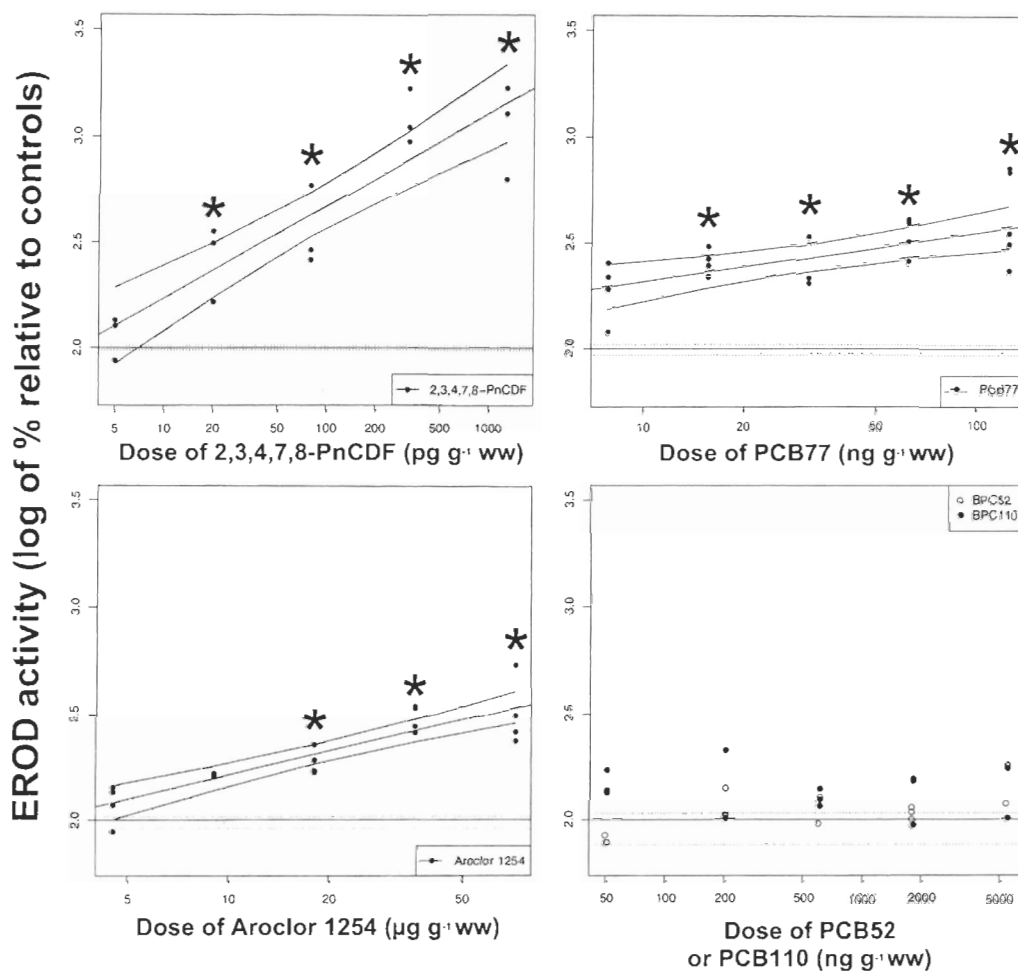 EROD activity (log of % relative to controls)
3.5
3.0
2.5
2.0
*
*
*
*
2,3,4,7,8-PnCDF
5 10 20 50 100 200 500 1000
Dose of 2,3,4,7,8-PnCDF (pg g-1 ww)
3.5
3.0
2.5
2.0
*
*
*
*
10 20 50 100
Dose of PCB77 (ng g-1 ww)
3.5
3.0
2.5
2.0
*
*
*
Aroclor 1254
5 10 20 50
Dose of Aroclor 1254 (µg g-1 ww)
BPC52
BPC110
3.5
3.0
2.5
2.0
50 100 200 500 1000 2000 5000
Dose of PCB52
or PCB110 (ng g-1 ww)